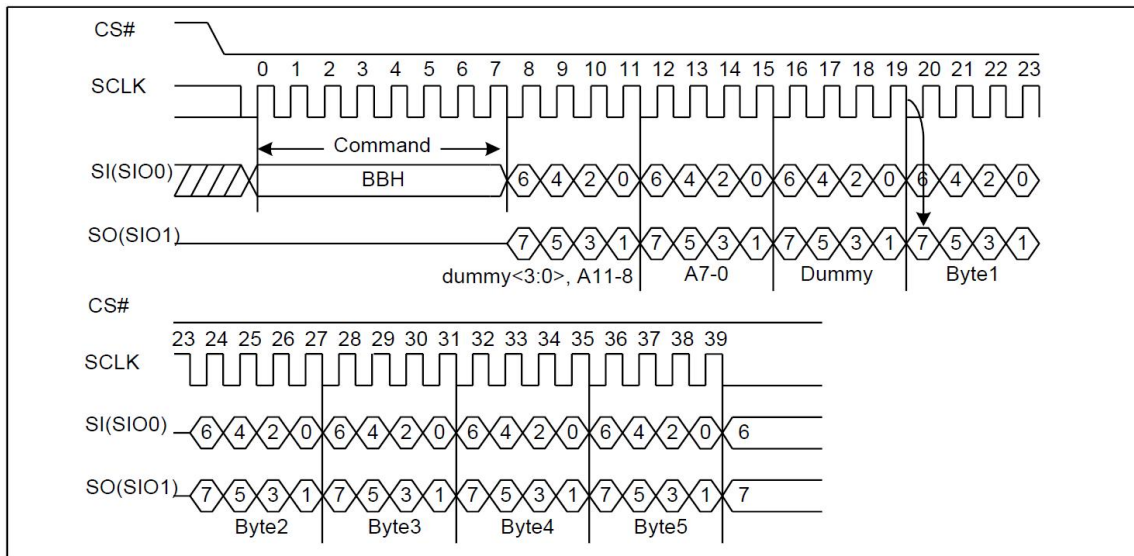 CS#
0 1 2 3 4 5 6 7 8 9 10 11 12 13 14 15 16 17 18 19 20 21 22 23
SCLK
Command
SI(SIO0) BBH 6 4 2 0 6 4 2 0 6 4 2 0 6 4 2 0
SO(SIO1) 7 5 3 1 7 5 3 1 7 5 3 1 7 5 3 1
dummy<3:0>, A11-8 A7-0 Dummy Byte1
CS#
23 24 25 26 27 28 29 30 31 32 33 34 35 36 37 38 39
SCLK
SI(SIO0) 6 4 2 0 6 4 2 0 6 4 2 0 6 4 2 0 6
SO(SIO1) 7 5 3 1 7 5 3 1 7 5 3 1 7 5 3 1 7
Byte2 Byte3 Byte4 Byte5